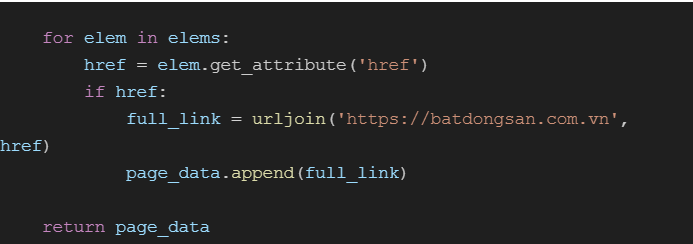 for elem in elems:
href = elem.get_attribute('href')
if href:
full_link = urljoin('https://batdongsan.com.vn',
href)
page_data.append(full_link)
return page_data